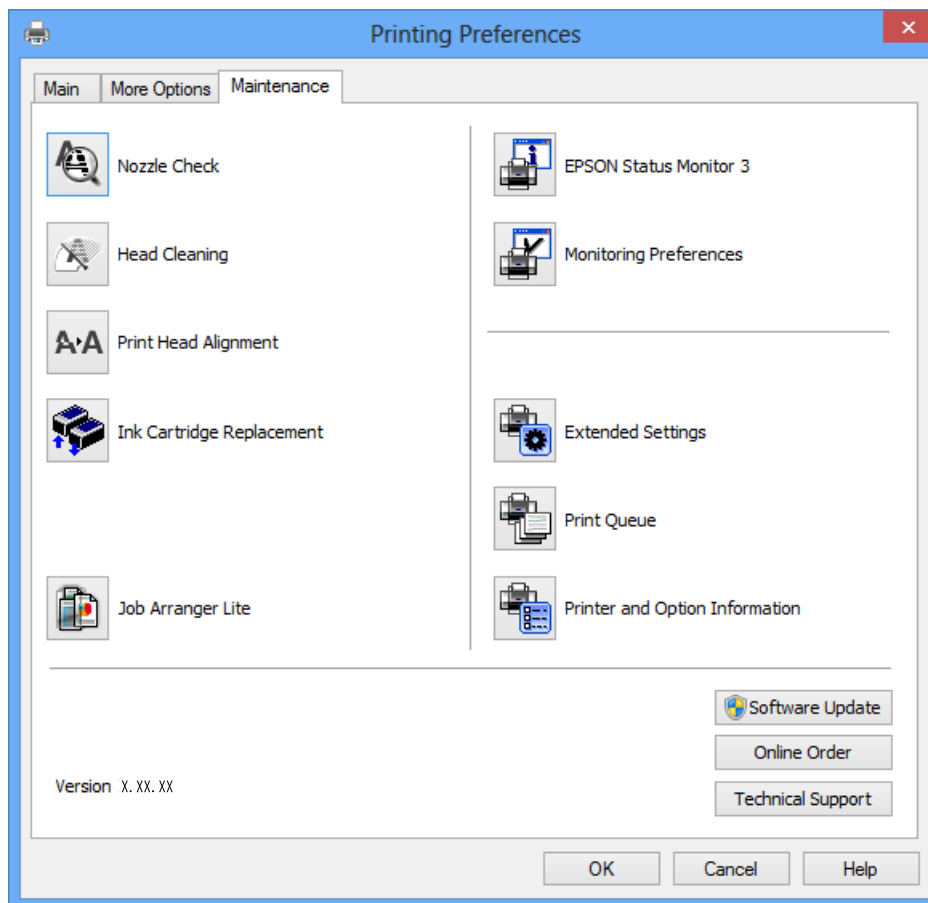 Printing Preferences
Main
More Options
Maintenance
Nozzle Check
EPSON Status Monitor 3
Head Cleaning
Monitoring Preferences
Print Head Alignment
Ink Cartridge Replacement
Extended Settings
Print Queue
Job Arranger Lite
Printer and Option Information
Software Update
Online Order
Version X.XX.XX
Technical Support
OK
Cancel
Help